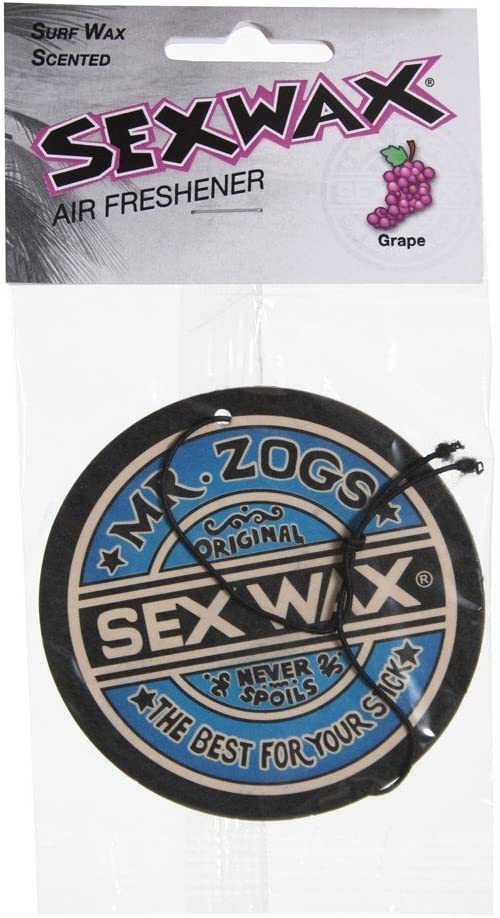 SURF WAX
SCENTED
SEXWAX®
AIR FRESHENER
Grape
MR. ZOGS
ORIGINAL
SEX WAX®
NEVER
SPOILS
THE BEST FOR YOUR STICK